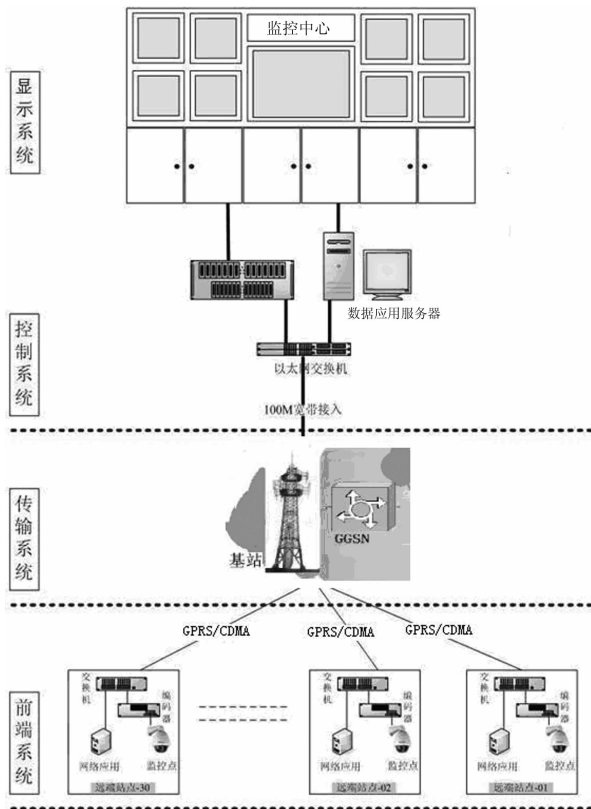 监控中心
显示系统
数据应用服务器
控制系统
以太网交换机
100M宽带接入
传输系统
基站
GGSN
GPRS/CDMA
GPRS/CDMA
GPRS/CDMA
前端系统
交换机
编码器
网络应用
监控点
远端站点-30
交换机
编码器
网络应用
监控点
远端站点-02
交换机
编码器
网络应用
监控点
远端站点-01